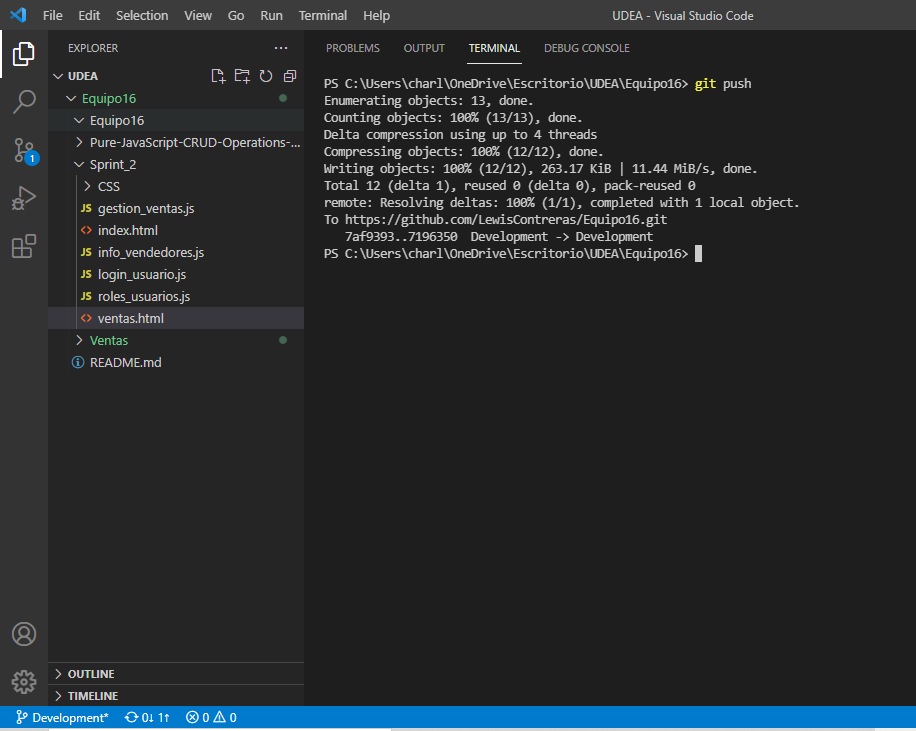 File Edit Selection View Go Run Terminal Help UDEA - Visual Studio Code
EXPLORER ...
UDEA
Equipo16
Equipo16
Pure-JavaScript-CRUD-Operations-...
Sprint_2
CSS
JS gestion_ventas.js
<> index.html
JS info_vendedores.js
JS login_usuario.js
JS roles_usuarios.js
<> ventas.html
Ventas
README.md
OUTLINE
TIMELINE
1
PROBLEMS OUTPUT TERMINAL DEBUG CONSOLE
PS C:\Users\charl\OneDrive\Escritorio\UDEA\Equipo16> git push
Enumerating objects: 13, done.
Counting objects: 100% (13/13), done.
Delta compression using up to 4 threads
Compressing objects: 100% (12/12), done.
Writing objects: 100% (12/12), 263.17 KiB | 11.44 MiB/s, done.
Total 12 (delta 1), reused 0 (delta 0), pack-reused 0
remote: Resolving deltas: 100% (1/1), completed with 1 local object.
To https://github.com/LewisContreras/Equipo16.git
7af9393..7196350 Development -> Development
PS C:\Users\charl\OneDrive\Escritorio\UDEA\Equipo16>
Development* 0↓ 1↑ 0 0